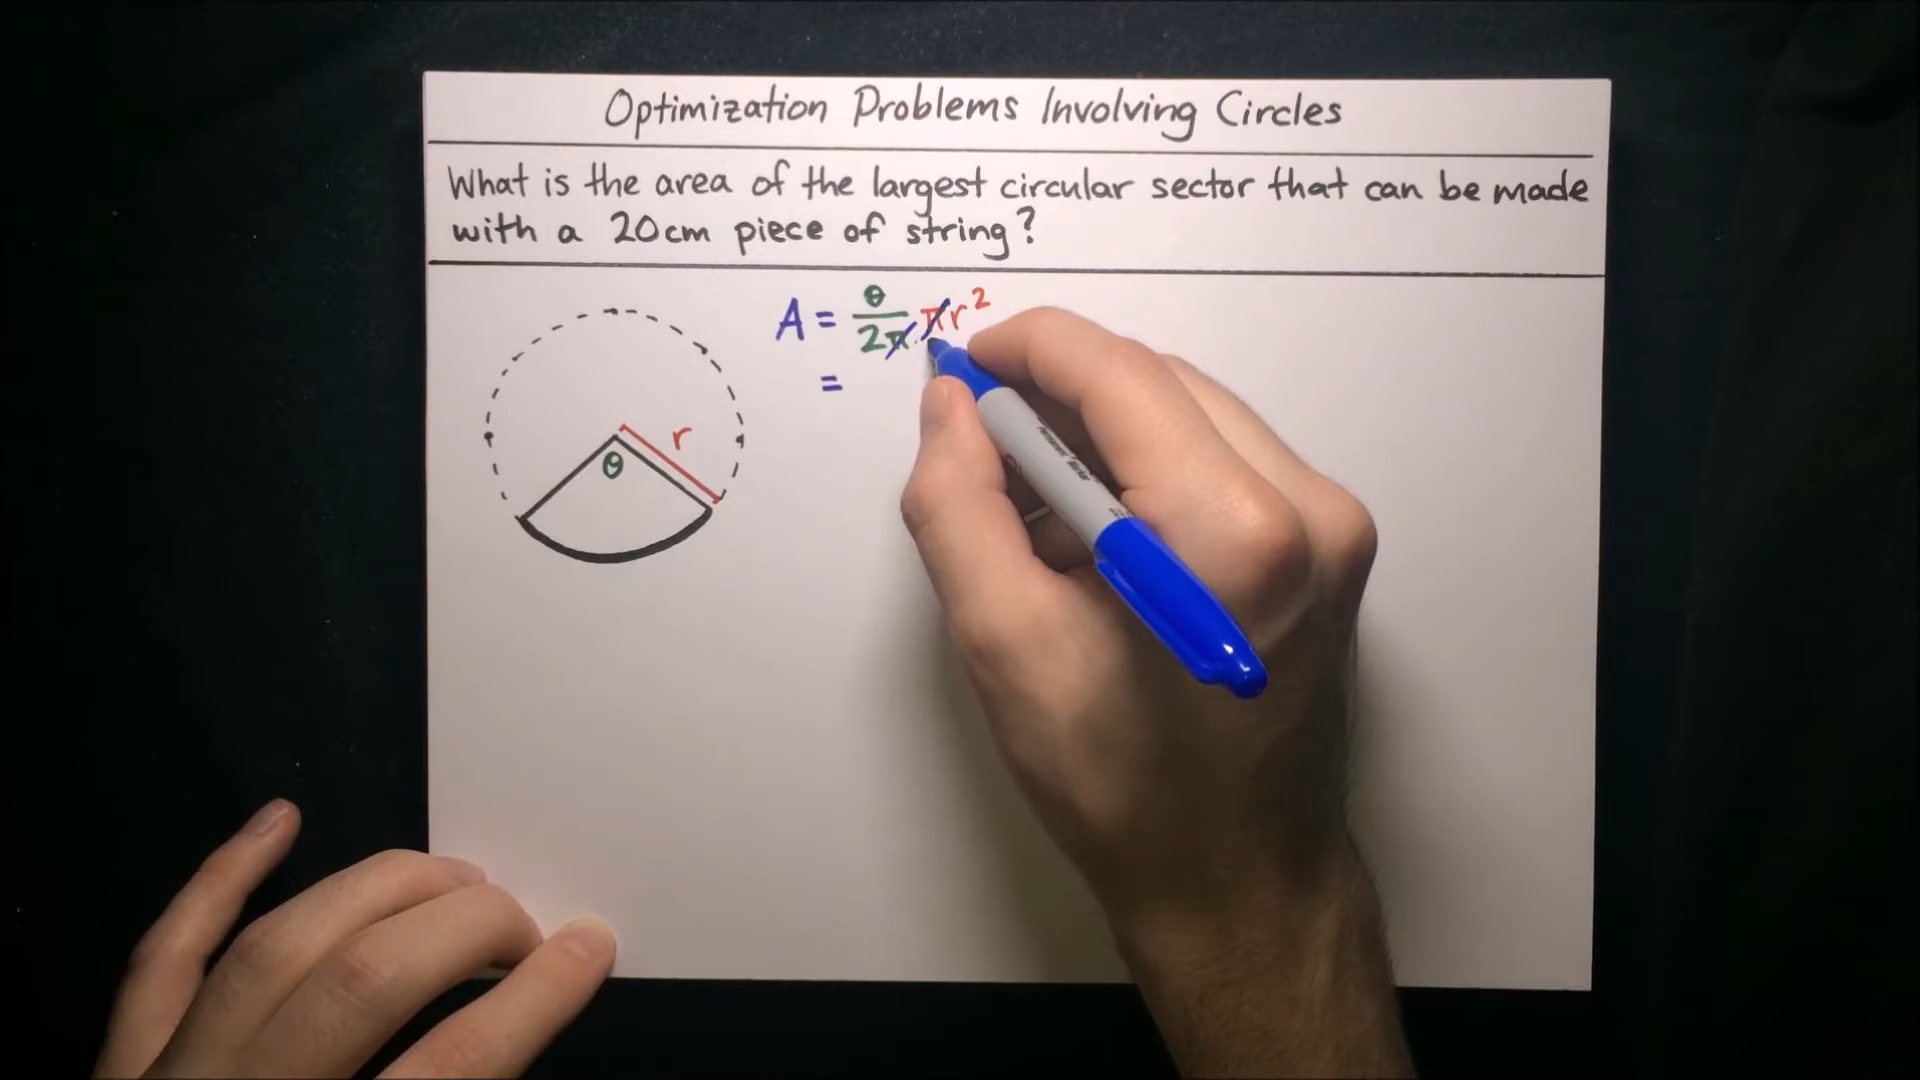 Optimization Problems Involving Circles
What is the area of the largest circular sector that can be made
with a 20cm piece of string?
A = θ/2π · πr²
=
r
θ